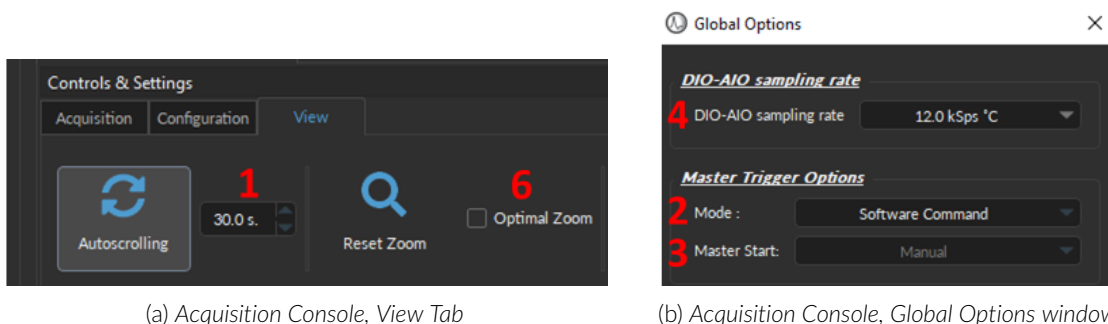 Controls & Settings
Acquisition Configuration View
1
30.0 s.
Autoscrolling
Reset Zoom
6
Optimal Zoom
(a) Acquisition Console, View Tab
Global Options
DIO-AIO sampling rate
4 DIO-AIO sampling rate 12.0 kSps °C
Master Trigger Options
2 Mode : Software Command
3 Master Start: Manual
(b) Acquisition Console, Global Options window